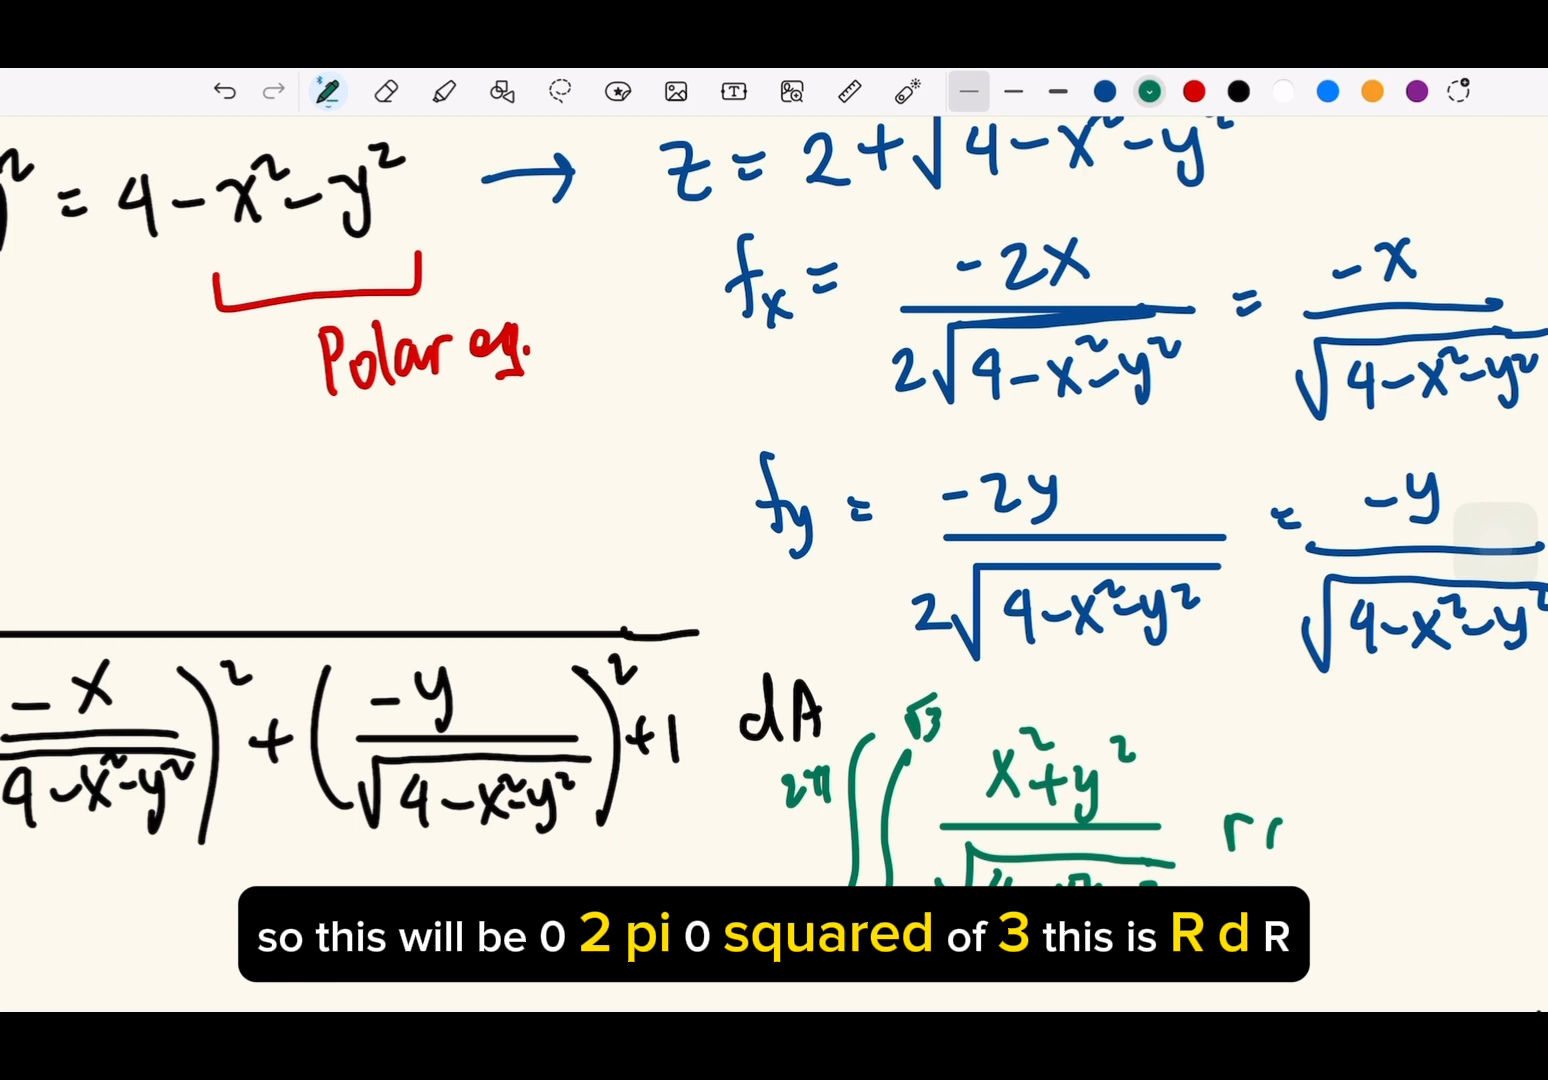 )² = 4-x²-y² → z = 2+√4-x²-y²
Polar eq.
fx = -2x / 2√4-x²-y² = -x / √4-x²-y²
fy = -2y / 2√4-x²-y² = -y / √4-x²-y²
-x / 4-x²-y² )² + ( -y / √4-x²-y² )² +1 dA
2π √3 ∫∫ x²+y² / √ r
so this will be 0 2 pi 0 squared of 3 this is R d R